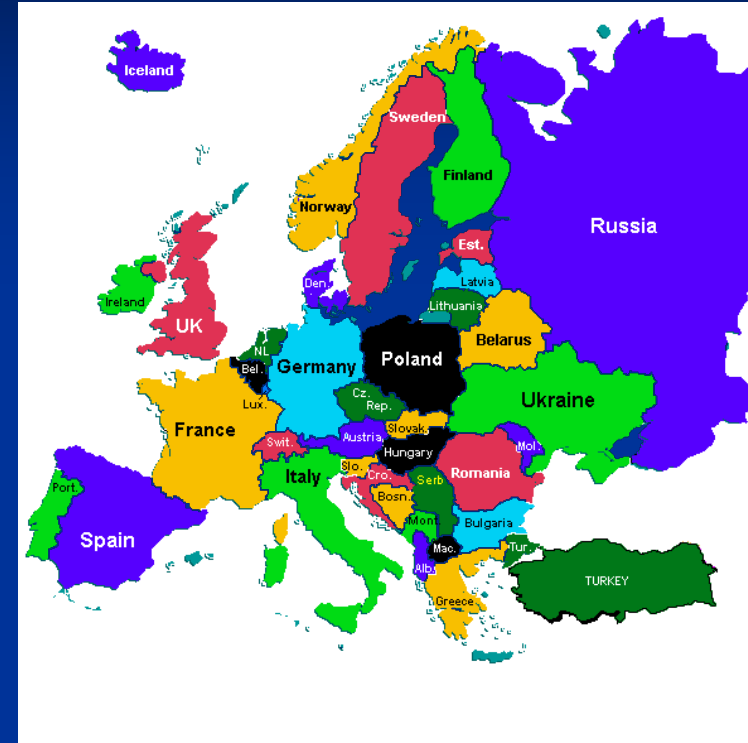 Iceland
Sweden
Finland
Norway
Russia
Est.
Den.
Latvia
Ireland
Lithuania
UK
Belarus
NL
Poland
Germany
Bel.
Cz.
Rep.
Ukraine
Lux.
France
Slovak.
Austria
Swit.
Mol.
Hungary
Slo.
Italy
Cro.
Romania
Serb
Port.
Bosn.
Mont.
Bulgaria
Spain
Mac.
Tur.
Alb.
TURKEY
Greece